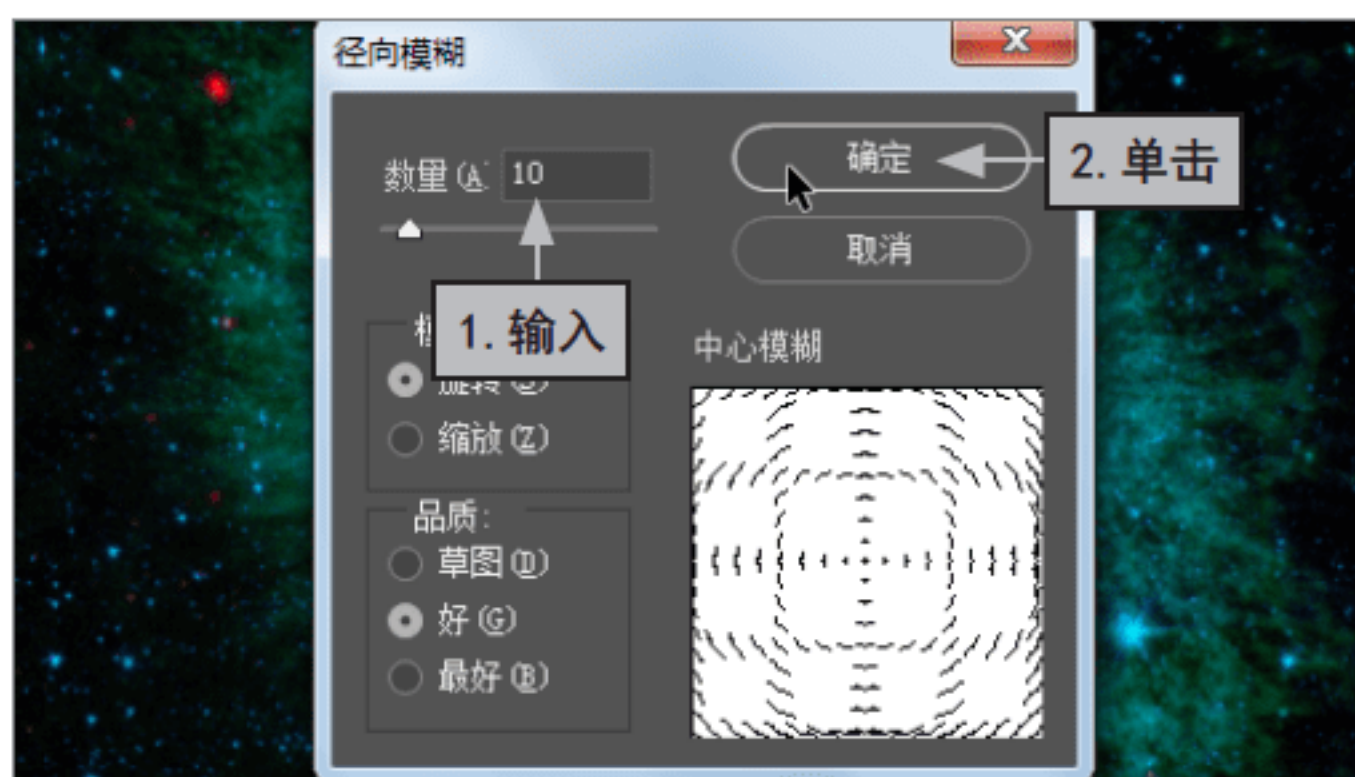 径向模糊
数量(A:
10
确定
2. 单击
取消
1. 输入
中心模糊
缩放(Z)
品质:
草图(D)
好(G)
最好(B)